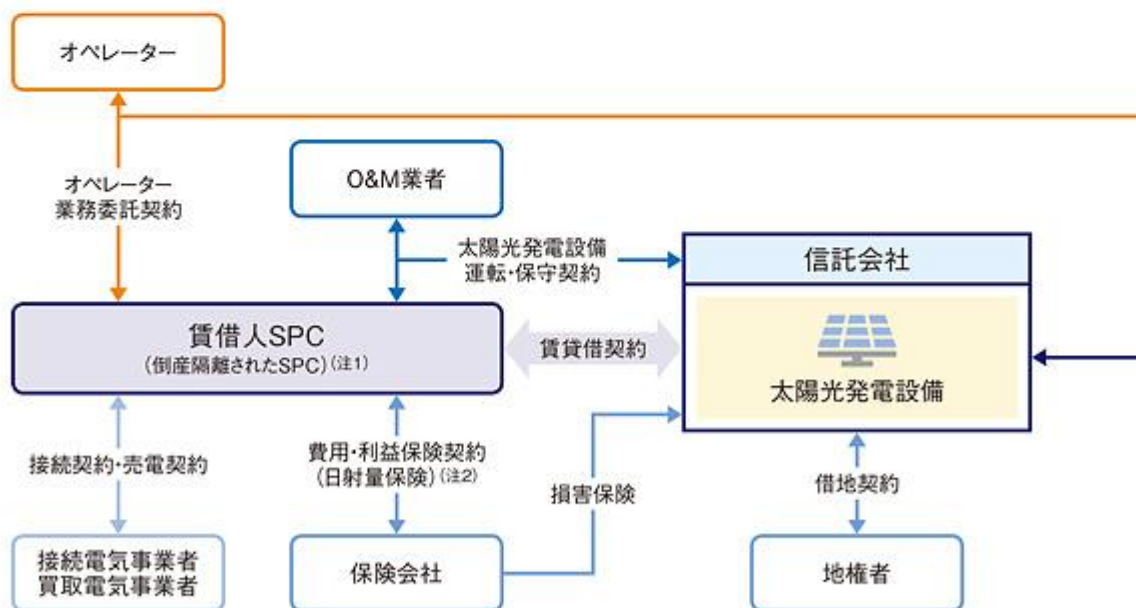 オペレーター
オペレーター
業務委託契約
O&M業者
太陽光発電設備
運転・保守契約
信託会社
太陽光発電設備
賃借人SPC
(倒産隔離されたSPC)(注1)
賃貸借契約
接続契約・売電契約
費用・利益保険契約
(日射量保険)(注2)
損害保険
借地契約
接続電気事業者
買取電気事業者
保険会社
地権者